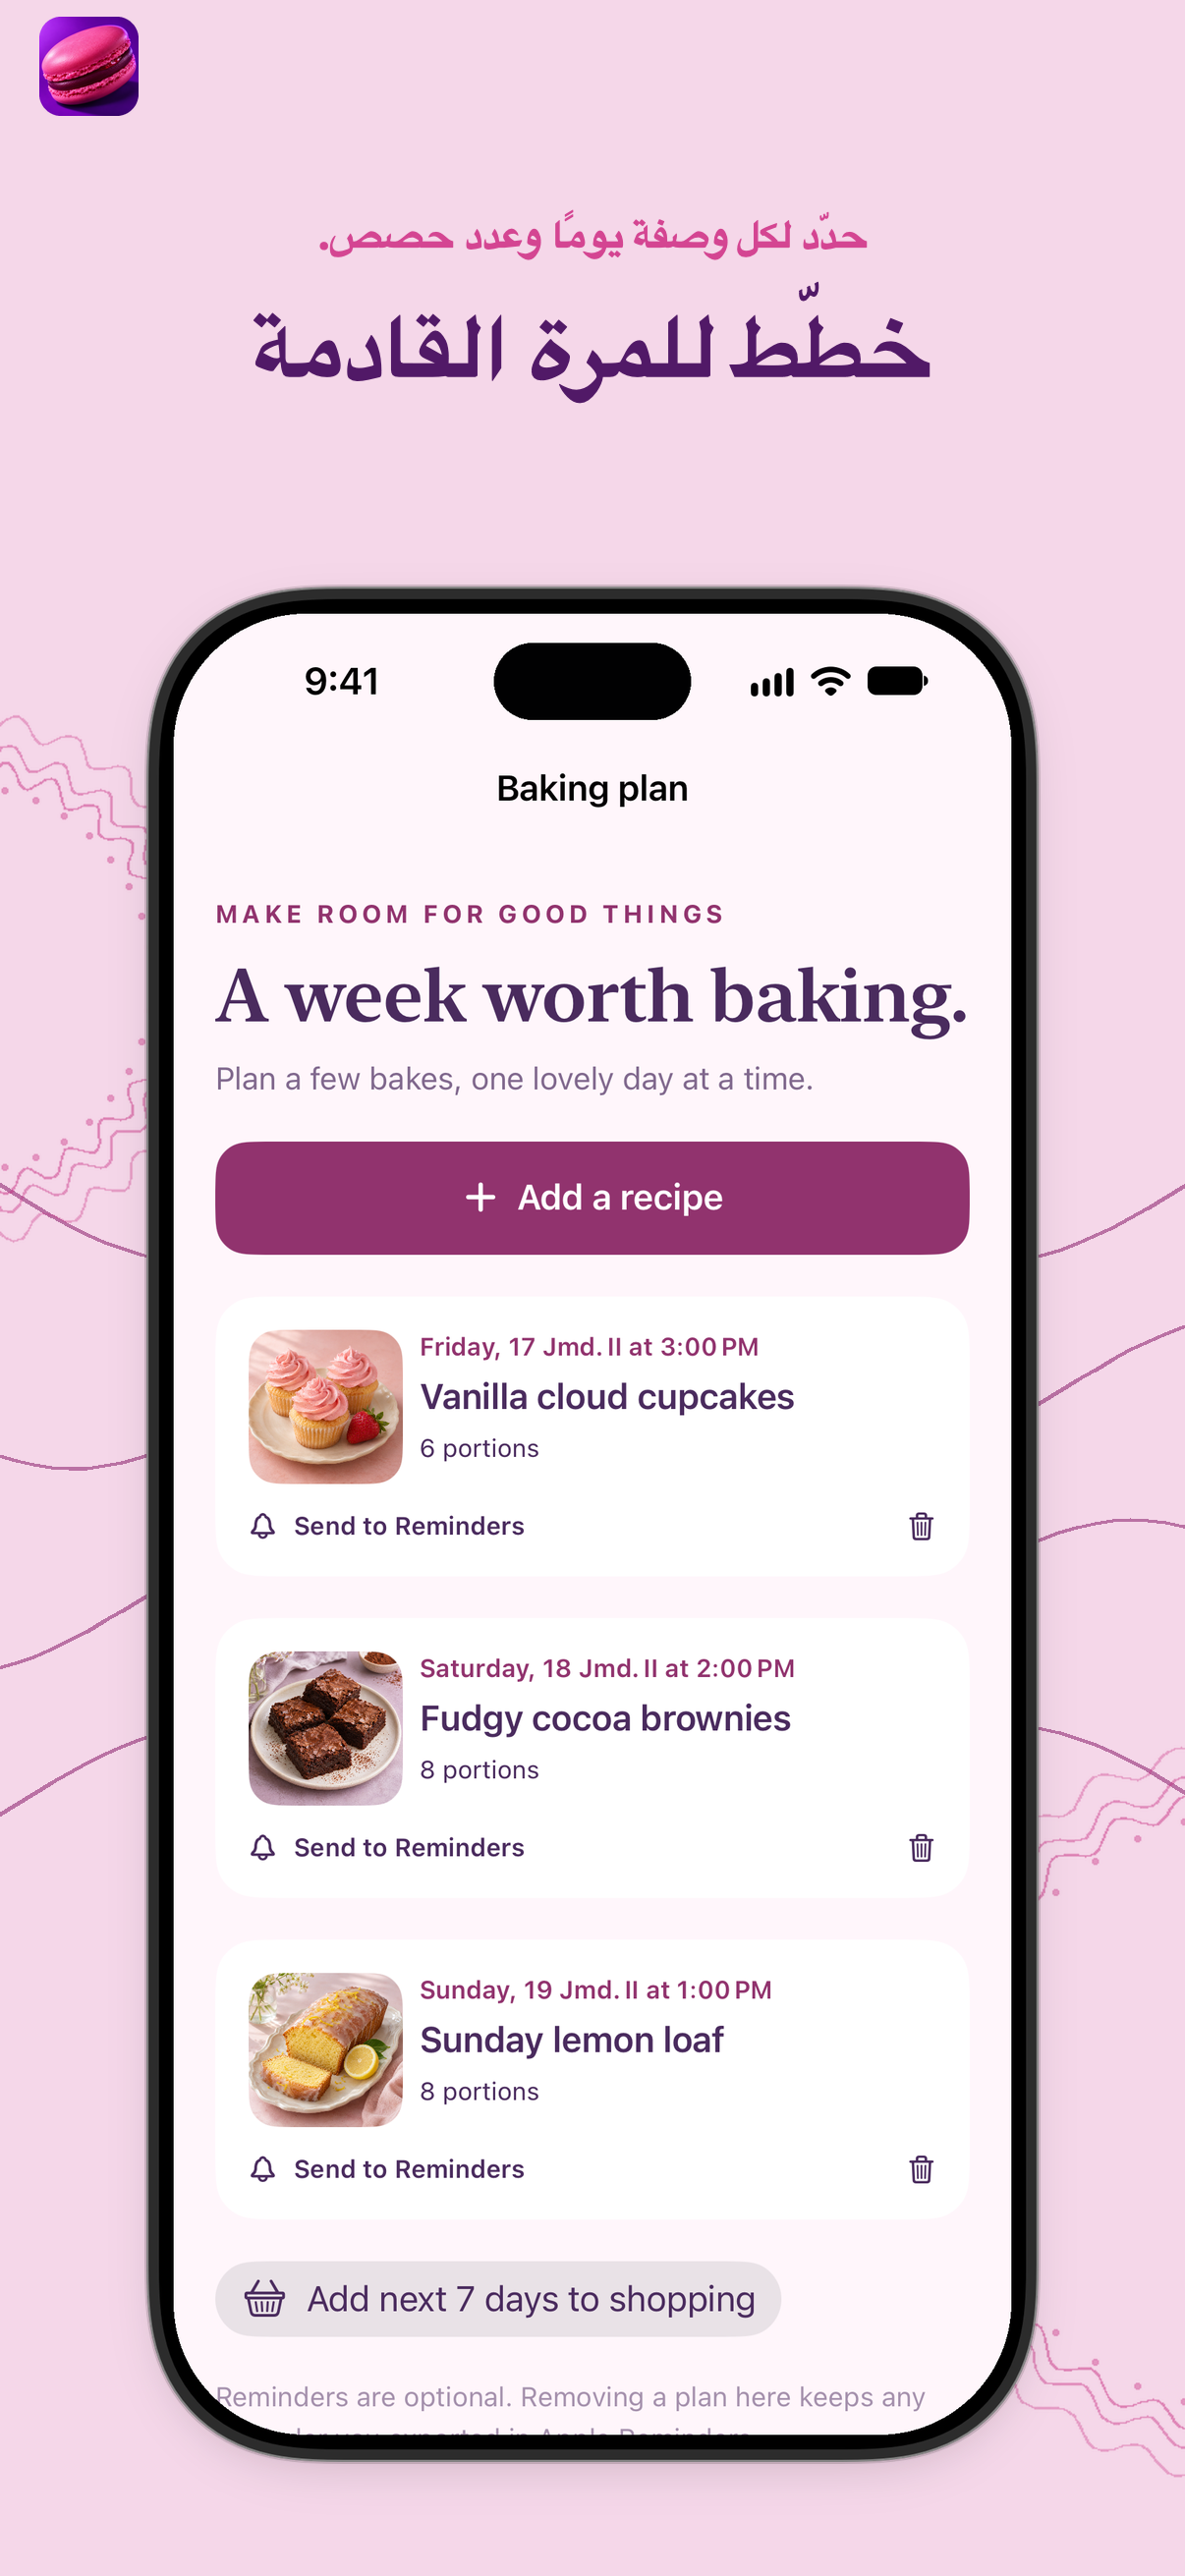 حدّد لكل وصفة يومًا وعدد حصص.
خطّط للمرة القادمة
9:41
Baking plan
MAKE ROOM FOR GOOD THINGS
A week worth baking.
Plan a few bakes, one lovely day at a time.
+ Add a recipe
Friday, 17 Jmd. II at 3:00 PM
Vanilla cloud cupcakes
6 portions
Send to Reminders
Saturday, 18 Jmd. II at 2:00 PM
Fudgy cocoa brownies
8 portions
Send to Reminders
Sunday, 19 Jmd. II at 1:00 PM
Sunday lemon loaf
8 portions
Send to Reminders
Add next 7 days to shopping
Reminders are optional. Removing a plan here keeps any